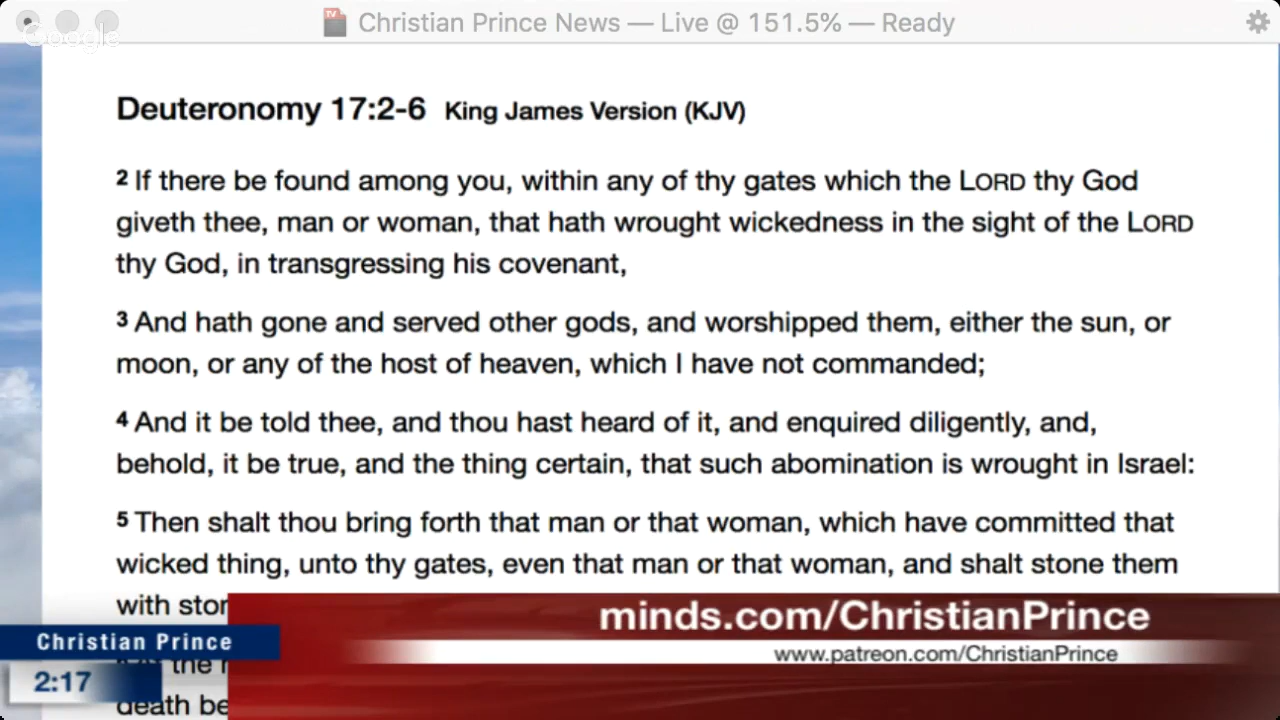 TV Christian Prince News — Live @ 151.5% — Ready
Google
Deuteronomy 17:2-6 King James Version (KJV)
2 If there be found among you, within any of thy gates which the LORD thy God
giveth thee, man or woman, that hath wrought wickedness in the sight of the LORD
thy God, in transgressing his covenant,
3 And hath gone and served other gods, and worshipped them, either the sun, or
moon, or any of the host of heaven, which I have not commanded;
4 And it be told thee, and thou hast heard of it, and enquired diligently, and,
behold, it be true, and the thing certain, that such abomination is wrought in Israel:
5 Then shalt thou bring forth that man or that woman, which have committed that
wicked thing, unto thy gates, even that man or that woman, and shalt stone them
with
minds.com/ChristianPrince
Christian Prince
www.patreon.com/ChristianPrince
the
2:17
death be